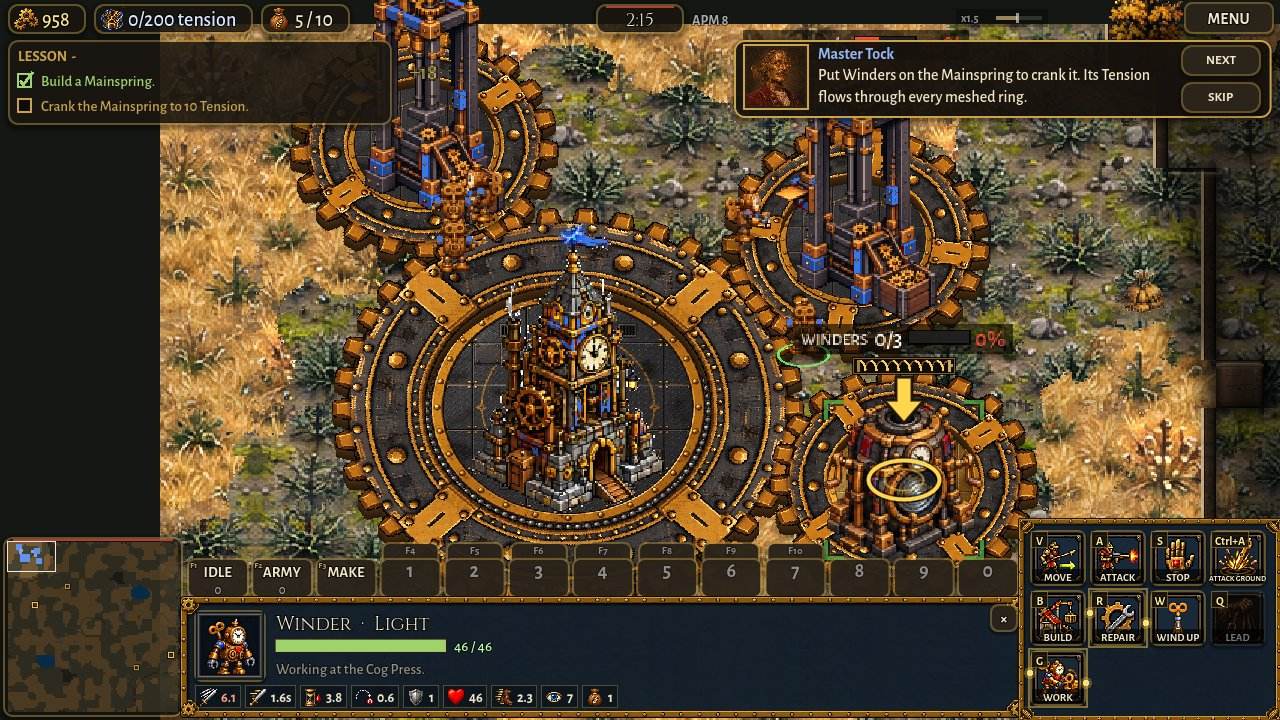 958
0/200 tension
5/10
2:15
APM 8
x1.5
MENU
LESSON -
Build a Mainspring.
Crank the Mainspring to 10 Tension.
-18
Master Tock
Put Winders on the Mainspring to crank it. Its Tension
flows through every meshed ring.
NEXT
SKIP
WINDERS 0/3
0%
F1 IDLE 0
F2 ARMY 0
F3 MAKE
F4 1
F5 2
F6 3
F7 4
F8 5
F9 6
F10 7
8
9
0
Winder · Light
46/46
Working at the Cog Press.
6.1
1.6s
3.8
0.6
1
46
2.3
7
1
×
V MOVE
A ATTACK
S STOP
Ctrl+A ATTACK GROUND
B BUILD
R REPAIR
W WIND UP
Q LEAD
G WORK